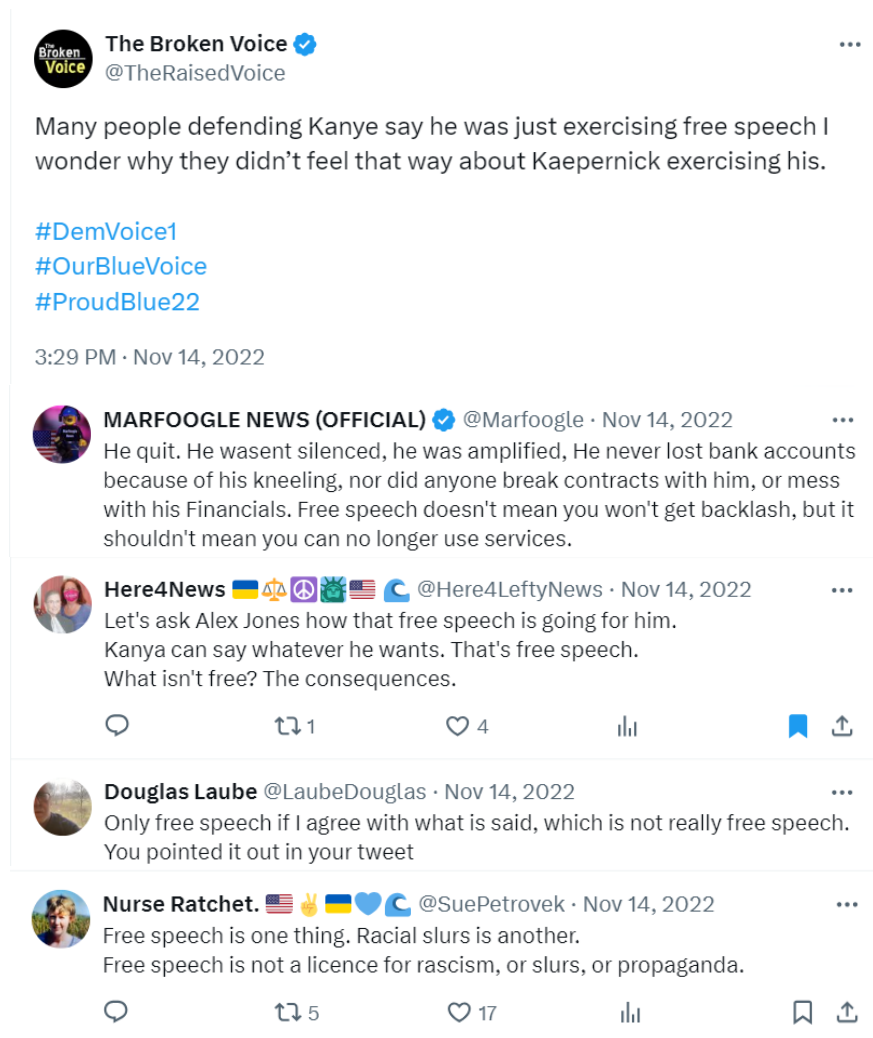 The Broken Voice
@TheRaisedVoice
The
Broken
Voice
Many people defending Kanye say he was just exercising free speech I
wonder why they didn’t feel that way about Kaepernick exercising his.
#DemVoice1
#OurBlueVoice
#ProudBlue22
3:29 PM · Nov 14, 2022
MARFOOGLE NEWS (OFFICIAL) @Marfoogle · Nov 14, 2022
He quit. He wasent silenced, he was amplified, He never lost bank accounts
because of his kneeling, nor did anyone break contracts with him, or mess
with his Financials. Free speech doesn't mean you won't get backlash, but it
shouldn't mean you can no longer use services.
Here4News 🇺🇦⚖️☮️🗽🇺🇸 🌊 @Here4LeftyNews · Nov 14, 2022
Let's ask Alex Jones how that free speech is going for him.
Kanya can say whatever he wants. That's free speech.
What isn't free? The consequences.
1 4
Douglas Laube @LaubeDouglas · Nov 14, 2022
Only free speech if I agree with what is said, which is not really free speech.
You pointed it out in your tweet
Nurse Ratchet. 🇺🇸✌️🇺🇦💙🌊 @SuePetrovek · Nov 14, 2022
Free speech is one thing. Racial slurs is another.
Free speech is not a licence for rascism, or slurs, or propaganda.
5 17